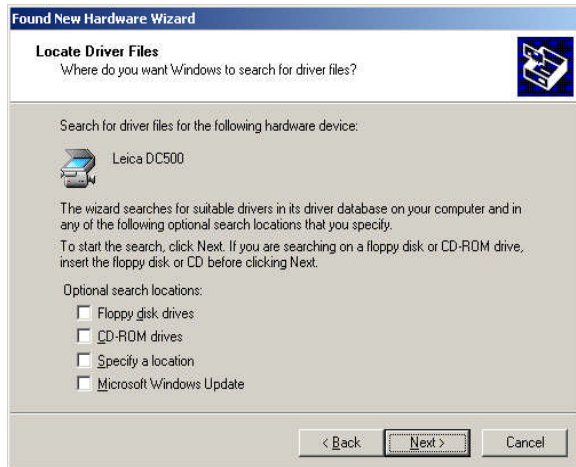 Found New Hardware Wizard
Locate Driver Files
Where do you want Windows to search for driver files?
Search for driver files for the following hardware device:
Leica DC500
The wizard searches for suitable drivers in its driver database on your computer and in
any of the following optional search locations that you specify.
To start the search, click Next. If you are searching on a floppy disk or CD-ROM drive,
insert the floppy disk or CD before clicking Next.
Optional search locations:
Floppy disk drives
CD-ROM drives
Specify a location
Microsoft Windows Update
< Back Next > Cancel